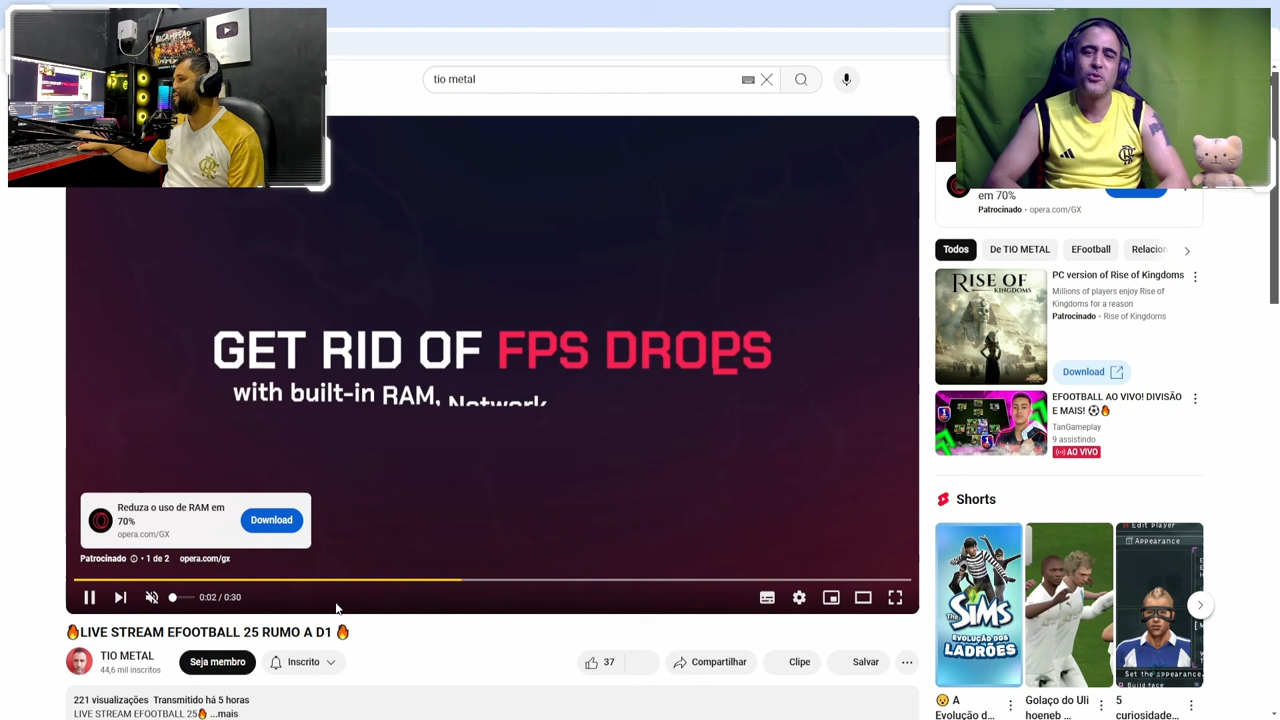 BICAMPEÃO
tio metal
GET RID OF FPS DROPS
with built-in RAM, Network
Reduza o uso de RAM em
70%
opera.com/GX
Download
Patrocinado • 1 de 2 opera.com/gx
0:02 / 0:30
🔥LIVE STREAM EFOOTBALL 25 RUMO A D1 🔥
TIO METAL
44,6 mil inscritos
Seja membro
Inscrito
37
Compartilhar
Clipe
Salvar
221 visualizações Transmitido há 5 horas
LIVE STREAM EFOOTBALL 25🔥 ...mais
em 70%
Patrocinado • opera.com/GX
Todos
De TIO METAL
EFootball
Relacion
RISE OF
KINGDOMS
PC version of Rise of Kingdoms
Millions of players enjoy Rise of
Kingdoms for a reason
Patrocinado • Rise of Kingdoms
Download
EFOOTBALL AO VIVO! DIVISÃO
E MAIS! ⚽🔥
TanGameplay
9 assistindo
AO VIVO
Shorts
The SIMS
EVOLUÇÃO DOS
LADRÕES
Edit player
Appearance
Set the appearance
Build face
😯 A
Evolução d...
Golaço do Uli
hoeneb ...
5
curiosidade...